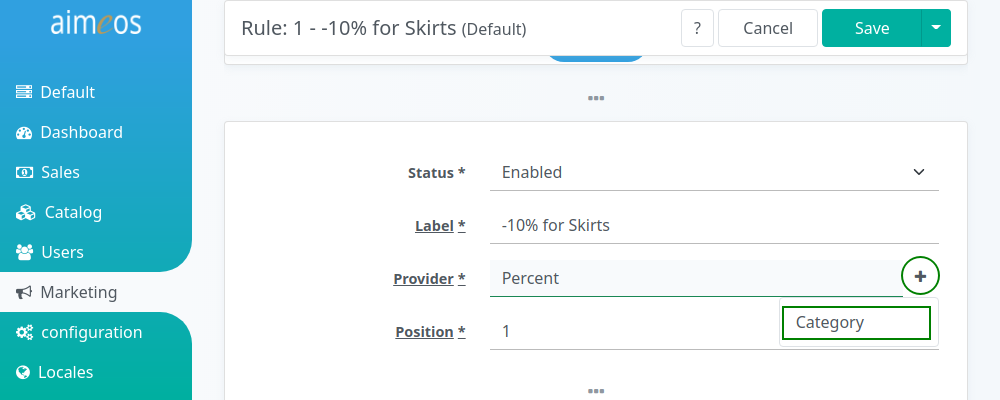 aimeos
Rule: 1 - -10% for Skirts (Default)
?
Cancel
Save
Default
Dashboard
Sales
Catalog
Users
Marketing
configuration
Locales
Status *
Enabled
Label *
-10% for Skirts
Provider *
Percent
+
Category
Position *
1